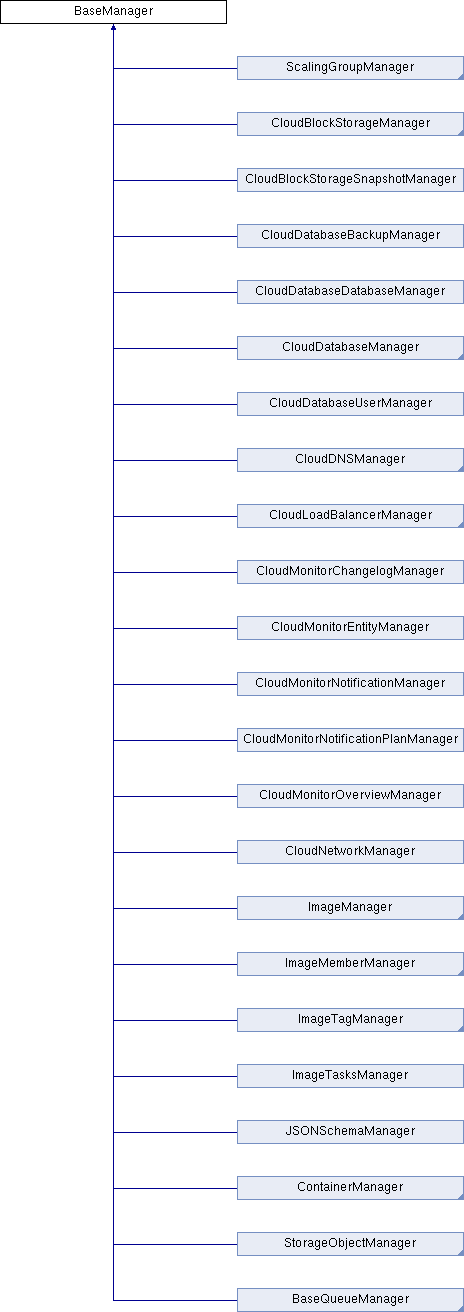 BaseManager
ScalingGroupManager
CloudBlockStorageManager
CloudBlockStorageSnapshotManager
CloudDatabaseBackupManager
CloudDatabaseDatabaseManager
CloudDatabaseManager
CloudDatabaseUserManager
CloudDNSManager
CloudLoadBalancerManager
CloudMonitorChangelogManager
CloudMonitorEntityManager
CloudMonitorNotificationManager
CloudMonitorNotificationPlanManager
CloudMonitorOverviewManager
CloudNetworkManager
ImageManager
ImageMemberManager
ImageTagManager
ImageTasksManager
JSONSchemaManager
ContainerManager
StorageObjectManager
BaseQueueManager